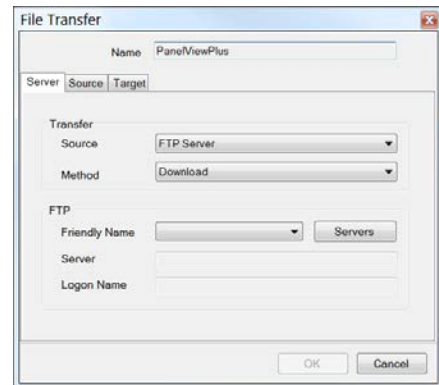 File Transfer
Name PanelViewPlus
Server Source Target
Transfer
Source FTP Server
Method Download
FTP
Friendly Name Servers
Server
Logon Name
OK Cancel